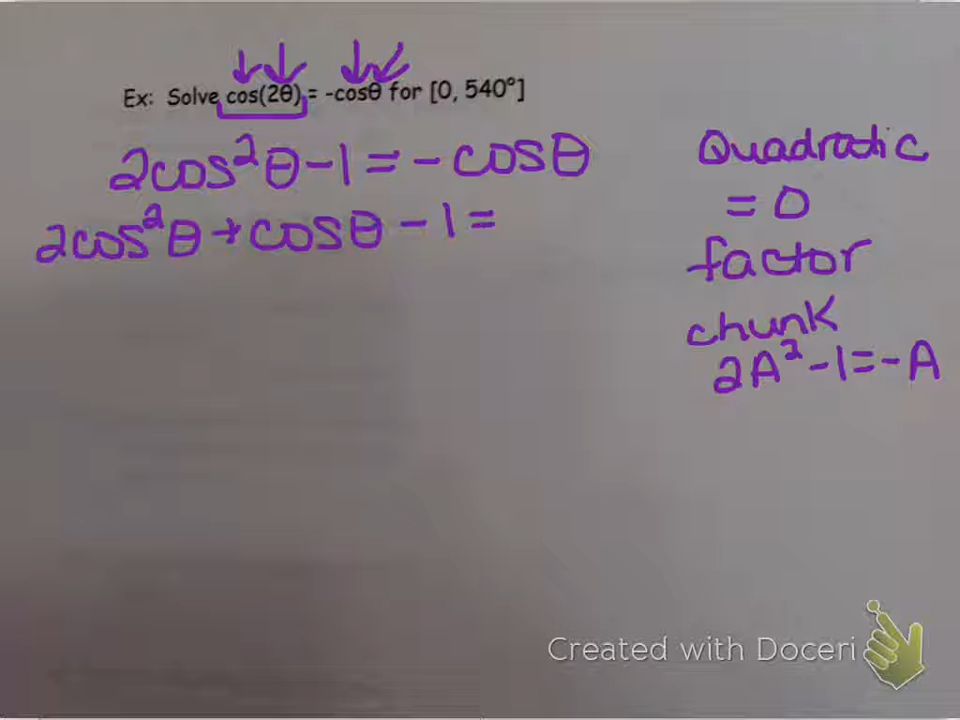 Ex: Solve cos(2θ) = -cosθ for [0, 540°]
2cos²θ - 1 = - cosθ
2cos²θ + cosθ - 1 =
Quadratic
= 0
factor
chunk
2A² - 1 = - A
Created with Doceri